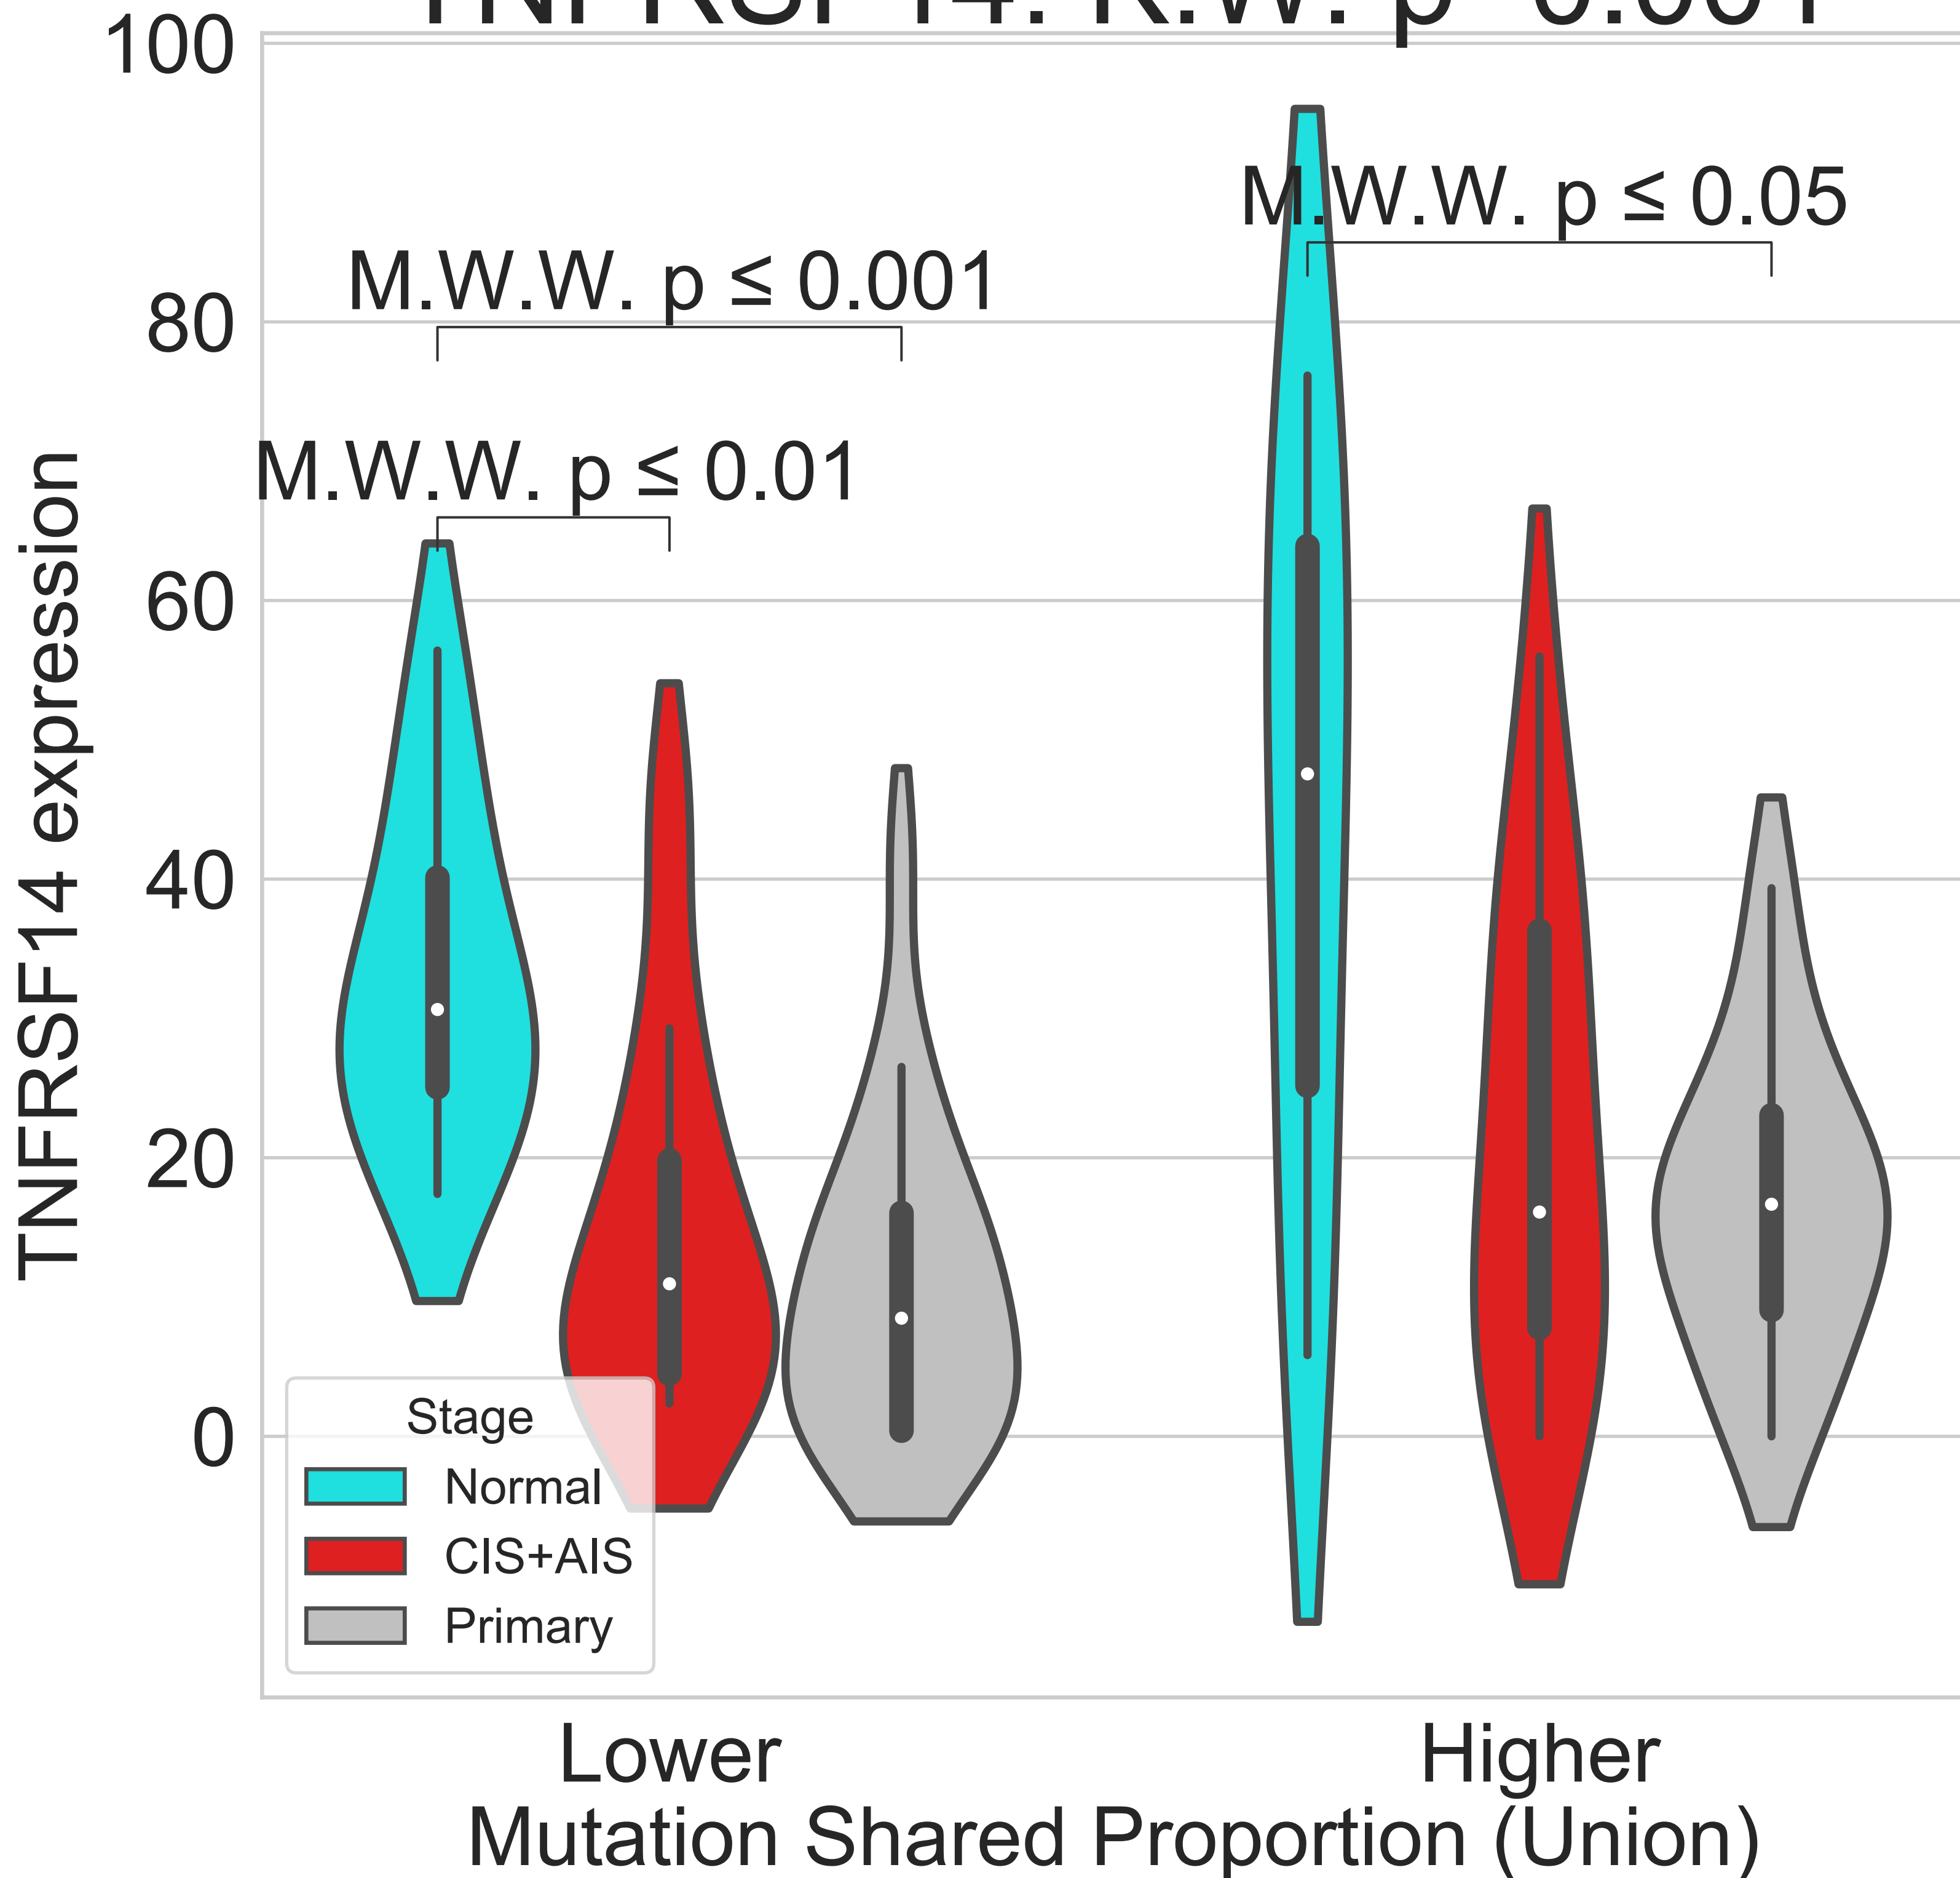 100
80
60
40
20
0
TNFRSF14 expression
M.W.W. p ≤ 0.05
M.W.W. p ≤ 0.001
M.W.W. p ≤ 0.01
Stage
Normal
CIS+AIS
Primary
Lower
Higher
Mutation Shared Proportion (Union)